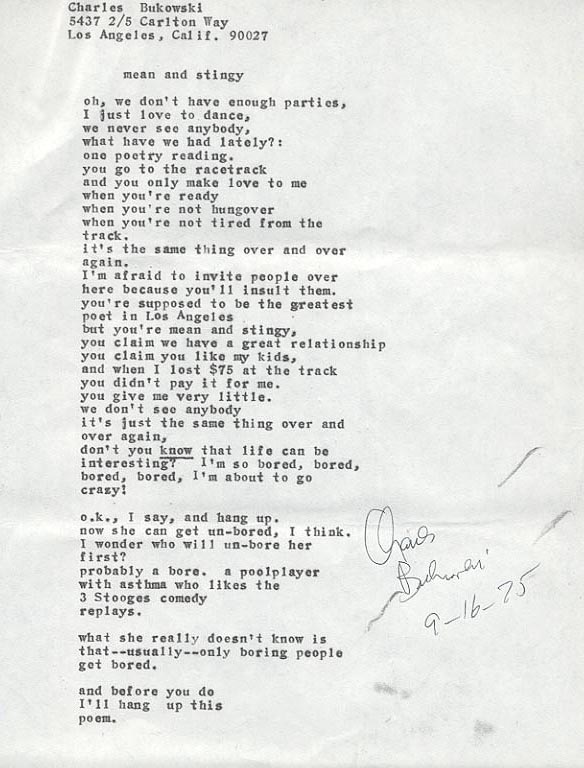 Charles Bukowski
5437 2/5 Carlton Way
Los Angeles, Calif. 90027
mean and stingy
oh, we don't have enough parties,
I just love to dance,
we never see anybody,
what have we had lately?:
one poetry reading.
you go to the racetrack
and you only make love to me
when you're ready
when you're not hungover
when you're not tired from the
track.
it's the same thing over and over
again.
I'm afraid to invite people over
here because you'll insult them.
you're supposed to be the greatest
poet in Los Angeles
but you're mean and stingy,
you claim we have a great relationship
you claim you like my kids,
and when I lost $75 at the track
you didn't pay it for me.
you give me very little.
we don't see anybody
it's just the same thing over and
over again,
don't you know that life can be
interesting? I'm so bored, bored,
bored, bored, I'm about to go
crazy!
o.k., I say, and hang up.
now she can get un-bored, I think.
I wonder who will un-bore her
first?
probably a bore. a poolplayer
with asthma who likes the
3 Stooges comedy
replays.
what she really doesn't know is
that--usually--only boring people
get bored.
and before you do
I'll hang up this
poem.
Charles
Bukowski
9-16-75